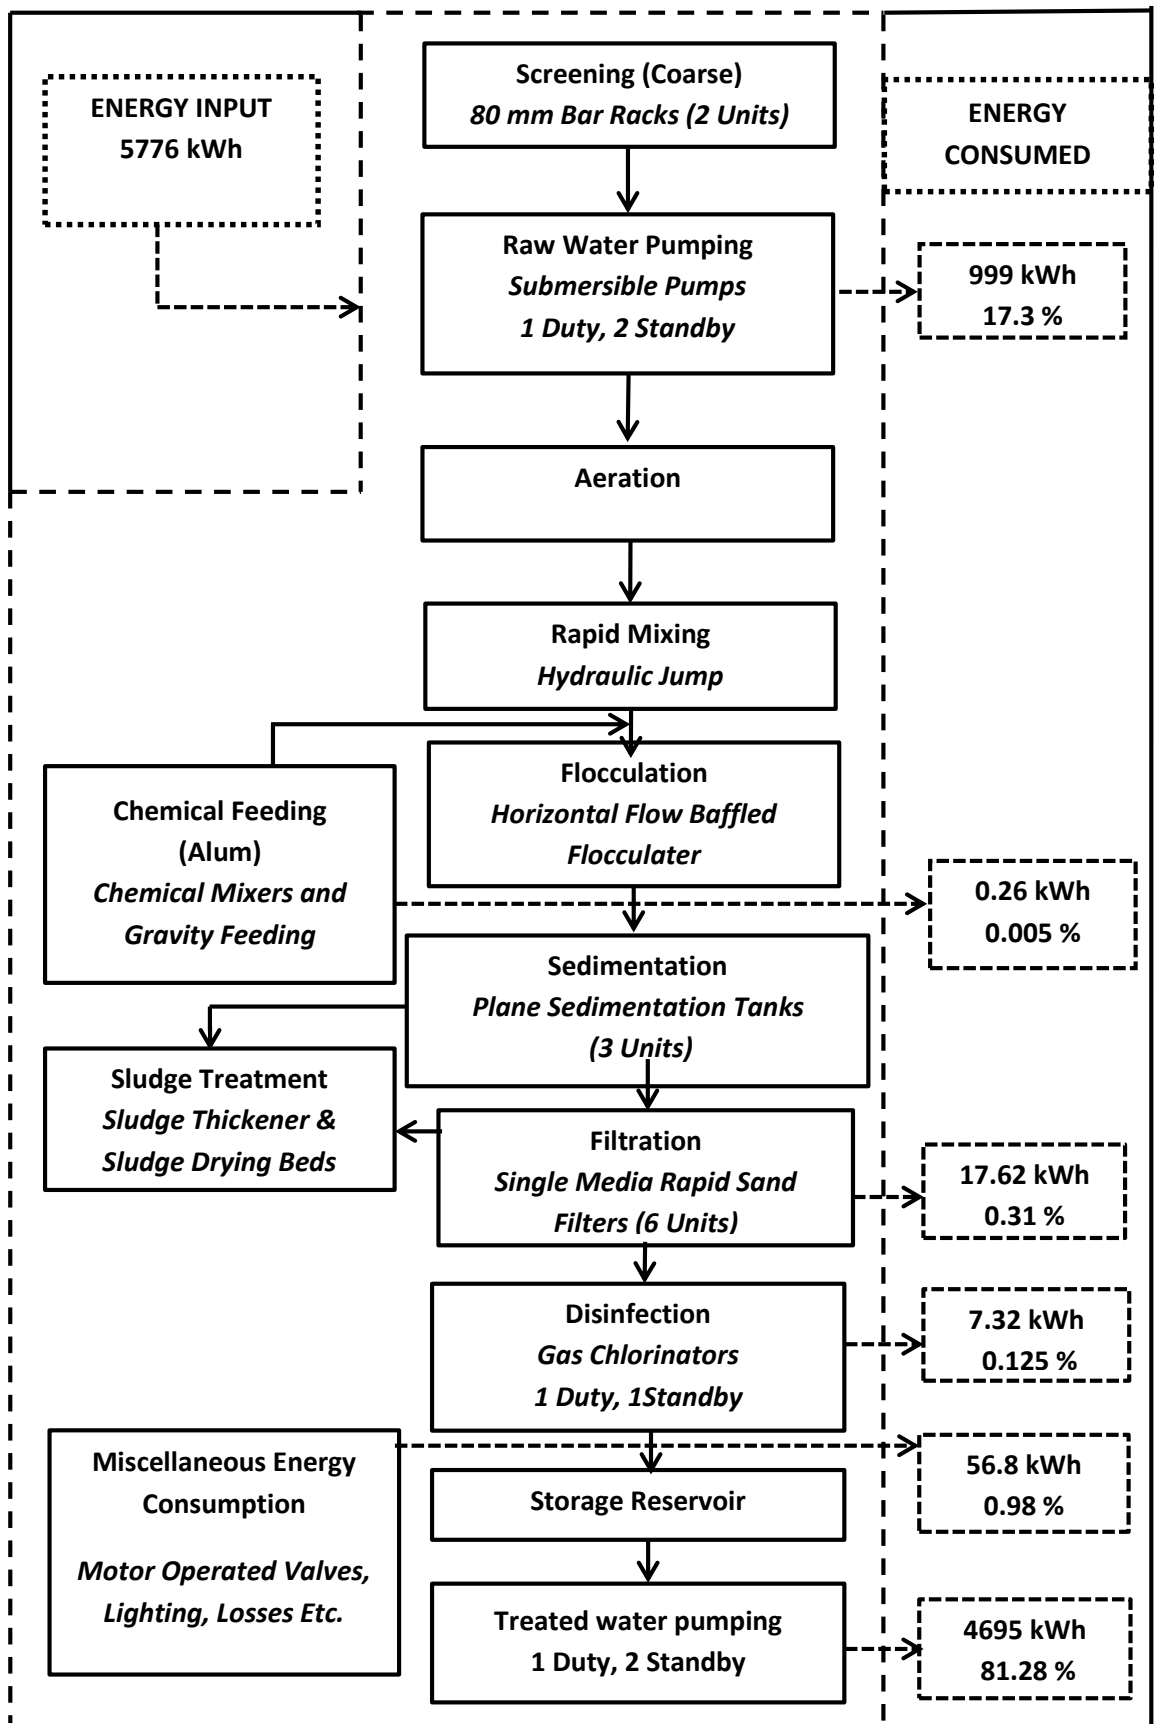 Screening (Coarse)
80 mm Bar Racks (2 Units)
ENERGY INPUT
5776 kWh
ENERGY
CONSUMED
Raw Water Pumping
Submersible Pumps
1 Duty, 2 Standby
999 kWh
17.3 %
Aeration
Rapid Mixing
Hydraulic Jump
Flocculation
Horizontal Flow Baffled
Flocculater
Chemical Feeding
(Alum)
Chemical Mixers and
Gravity Feeding
0.26 kWh
0.005 %
Sedimentation
Plane Sedimentation Tanks
(3 Units)
Sludge Treatment
Sludge Thickener &
Sludge Drying Beds
Filtration
Single Media Rapid Sand
Filters (6 Units)
17.62 kWh
0.31 %
Disinfection
Gas Chlorinators
1 Duty, 1Standby
7.32 kWh
0.125 %
Miscellaneous Energy
Consumption
Motor Operated Valves,
Lighting, Losses Etc.
56.8 kWh
0.98 %
Storage Reservoir
Treated water pumping
1 Duty, 2 Standby
4695 kWh
81.28 %